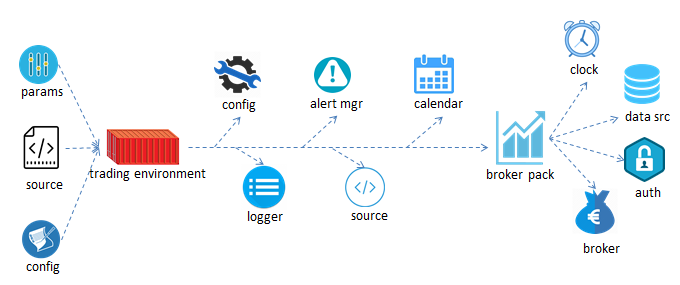 params
source
config
trading environment
config
alert mgr
calendar
logger
source
broker pack
clock
data src
auth
broker